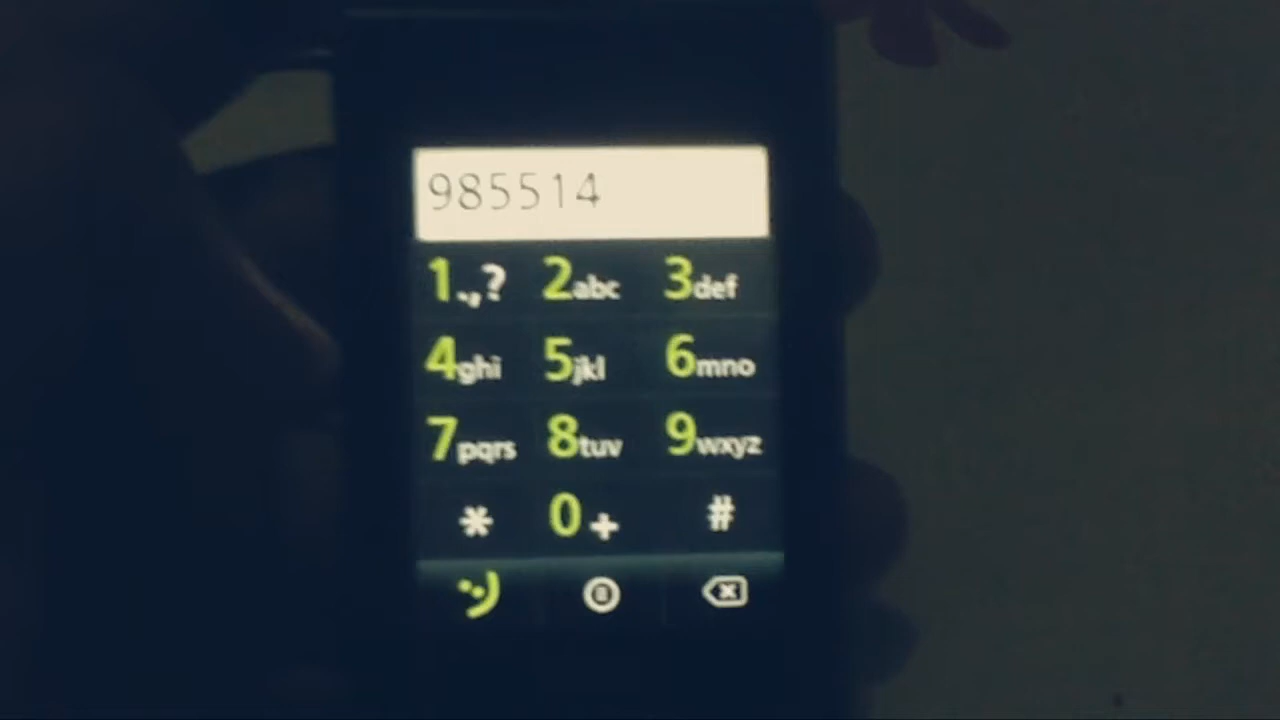 985514
1.,? 2abc 3def
4ghi 5jkl 6mno
7pqrs 8tuv 9wxyz
* 0+ #